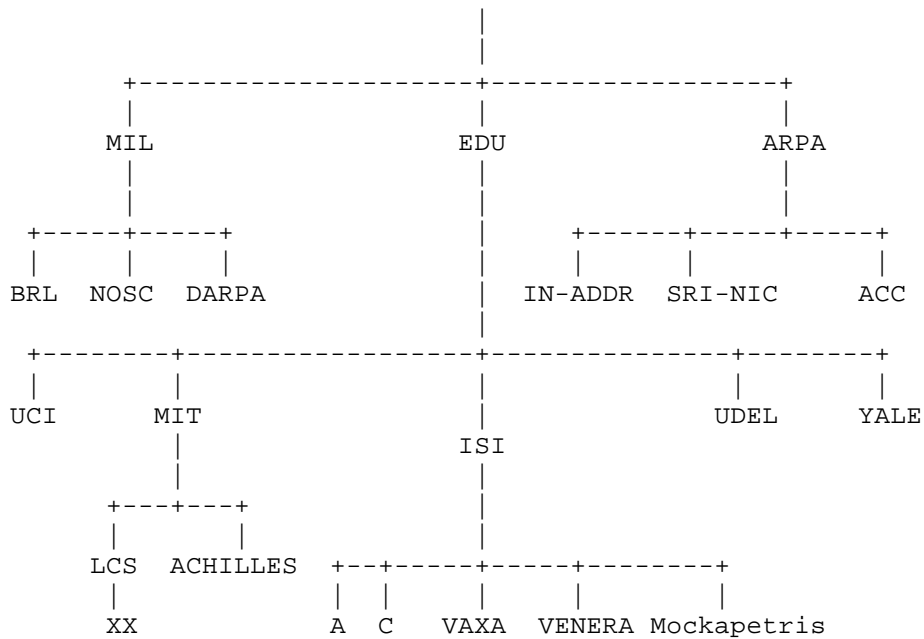 MIL EDU ARPA
BRL NOSC DARPA IN-ADDR SRI-NIC ACC
UCI MIT UDEL YALE
ISI
LCS ACHILLES
XX A C VAXA VENERA Mockapetris